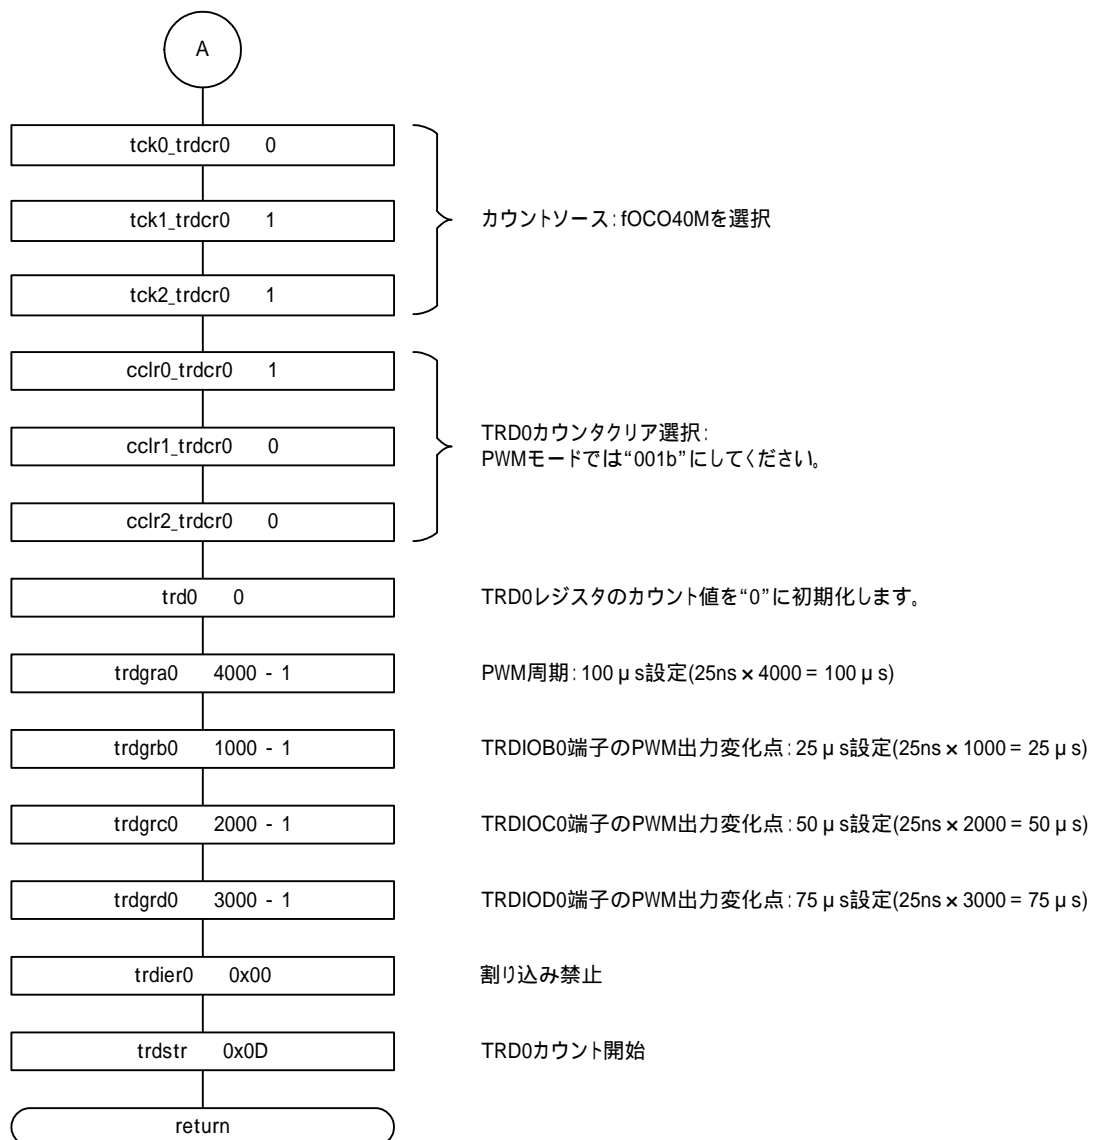 A
tck0_trdcr0 0
tck1_trdcr0 1
カウントソース:fOCO40Mを選択
tck2_trdcr0 1
cclr0_trdcr0 1
cclr1_trdcr0 0
TRD0カウンタクリア選択:
PWMモードでは“001b”にしてください。
cclr2_trdcr0 0
trd0 0
TRD0レジスタのカウント値を“0”に初期化します。
trdgra0 4000 - 1
PWM周期:100μs設定(25ns×4000 = 100μs)
trdgrb0 1000 - 1
TRDIOB0端子のPWM出力変化点:25μs設定(25ns×1000 = 25μs)
trdgrc0 2000 - 1
TRDIOC0端子のPWM出力変化点:50μs設定(25ns×2000 = 50μs)
trdgrd0 3000 - 1
TRDIOD0端子のPWM出力変化点:75μs設定(25ns×3000 = 75μs)
trdier0 0x00
割り込み禁止
trdstr 0x0D
TRD0カウント開始
return